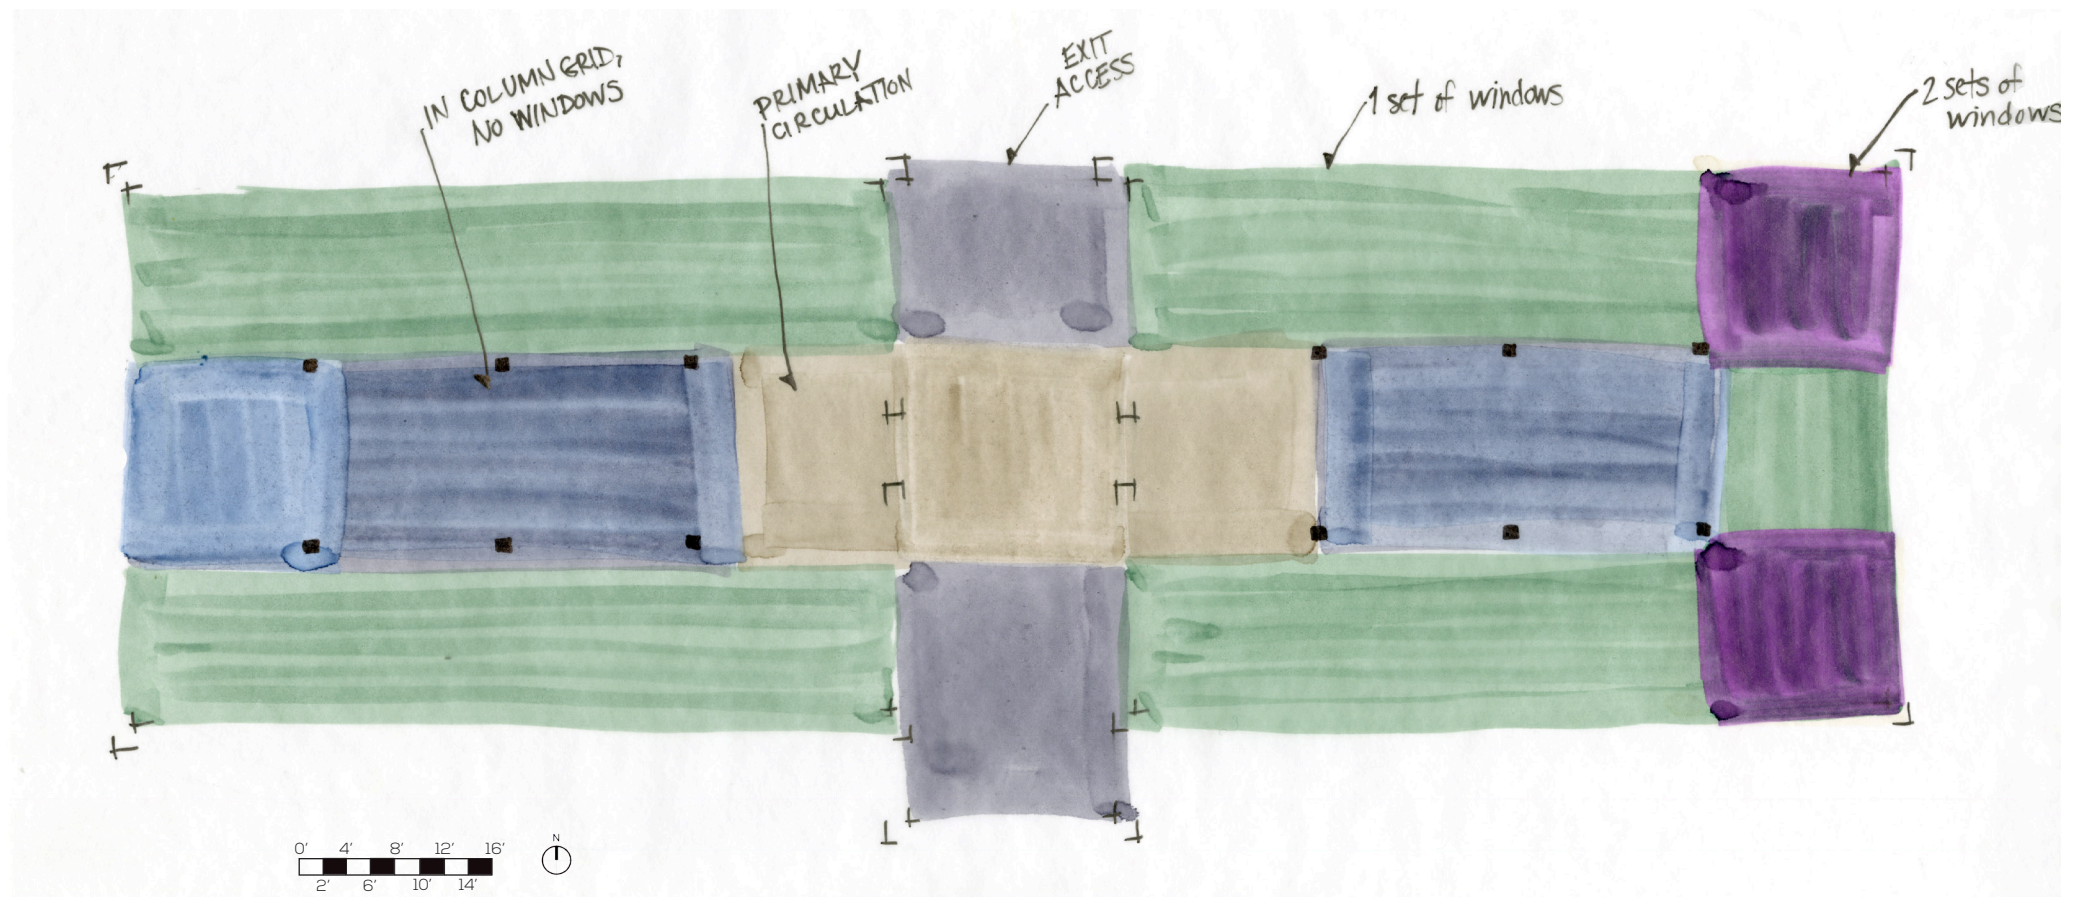 IN COLUMN GRID,
NO WINDOWS
PRIMARY
CIRCULATION
EXIT
ACCESS
1 set of windows
2 sets of
windows
0' 4' 8' 12' 16'
2' 6' 10' 14'
N